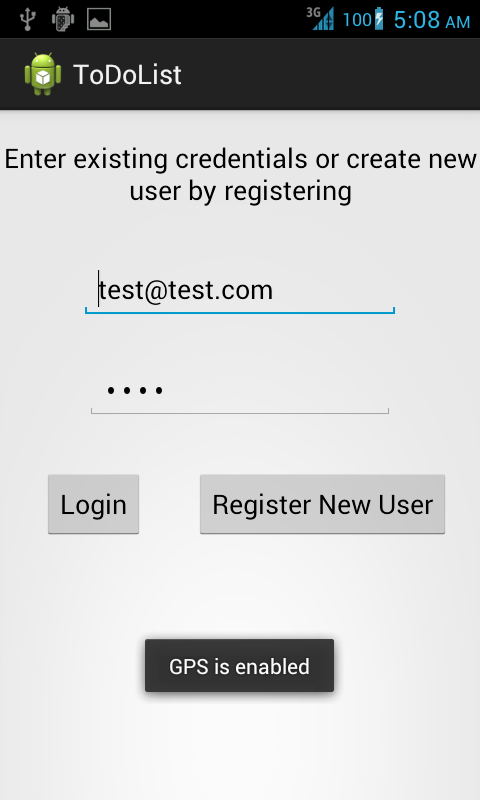 3G 100 5:08 AM
ToDoList
Enter existing credentials or create new
user by registering
test@test.com
••••
Login Register New User
GPS is enabled